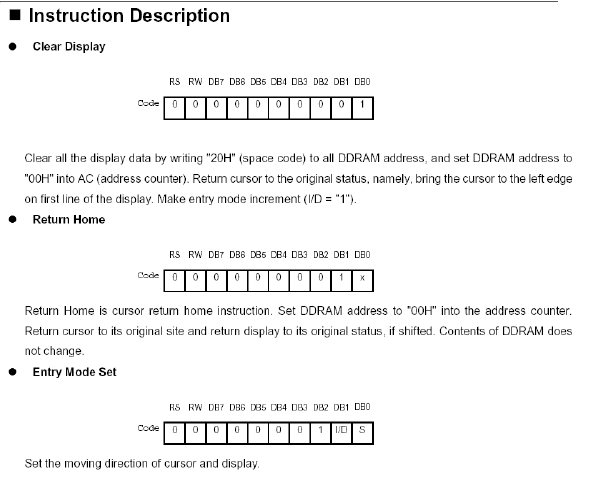 ■ Instruction Description
● Clear Display
RS RW DB7 DB6 DB5 DB4 DB3 DB2 DB1 DB0
Code 0 0 0 0 0 0 0 0 0 1
Clear all the display data by writing "20H" (space code) to all DDRAM address, and set DDRAM address to
"00H" into AC (address counter). Return cursor to the original status, namely, bring the cursor to the left edge
on first line of the display. Make entry mode increment (I/D = "1").
● Return Home
RS RW DB7 DB6 DB5 DB4 DB3 DB2 DB1 DB0
Code 0 0 0 0 0 0 0 0 1 x
Return Home is cursor return home instruction. Set DDRAM address to "00H" into the address counter.
Return cursor to its original site and return display to its original status, if shifted. Contents of DDRAM does
not change.
● Entry Mode Set
RS RW DB7 DB6 DB5 DB4 DB3 DB2 DB1 DB0
Code 0 0 0 0 0 0 0 1 I/D S
Set the moving direction of cursor and display.